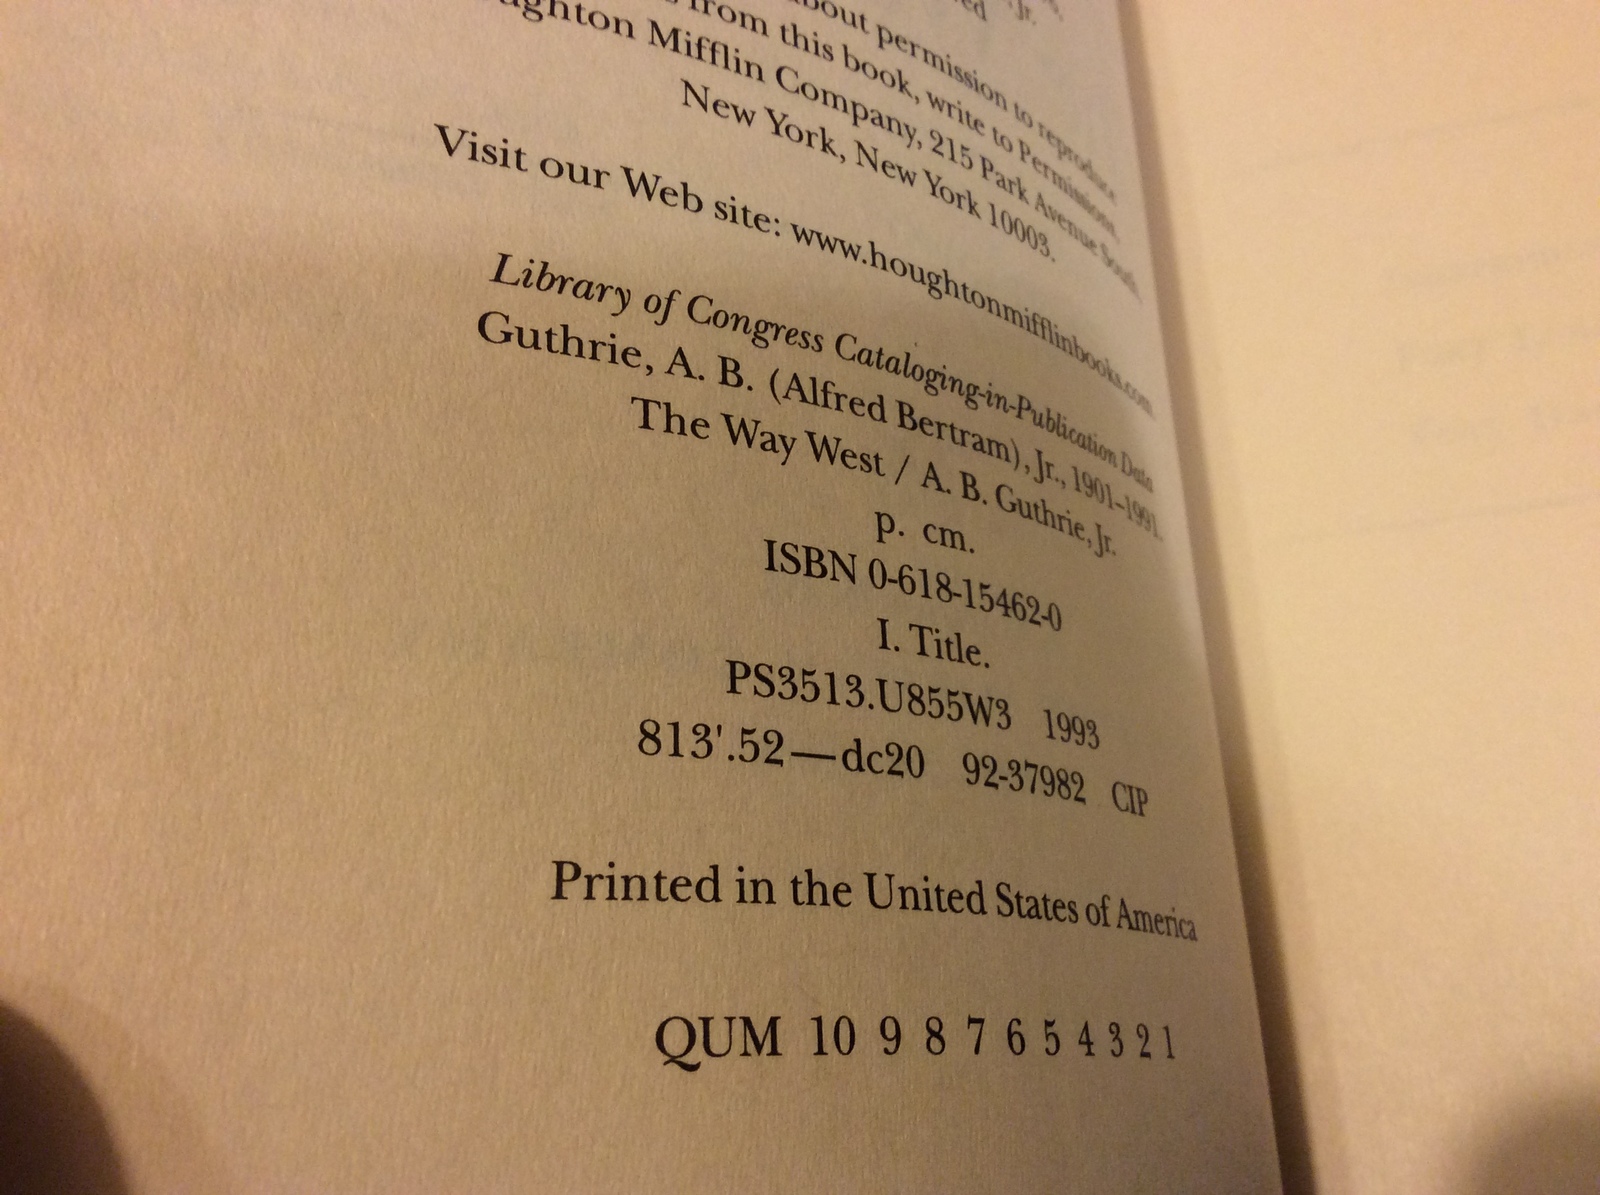 about permission to reproduce
from this book, write to Permissions,
Houghton Mifflin Company, 215 Park Avenue South,
New York, New York 10003.
Visit our Web site: www.houghtonmifflinbooks.com.
Library of Congress Cataloging-in-Publication Data
Guthrie, A. B. (Alfred Bertram), Jr., 1901–1991.
The Way West / A. B. Guthrie, Jr.
p. cm.
ISBN 0-618-15462-0
I. Title.
PS3513.U855W3 1993
813'.52—dc20 92-37982 CIP
Printed in the United States of America
QUM 10 9 8 7 6 5 4 3 2 1